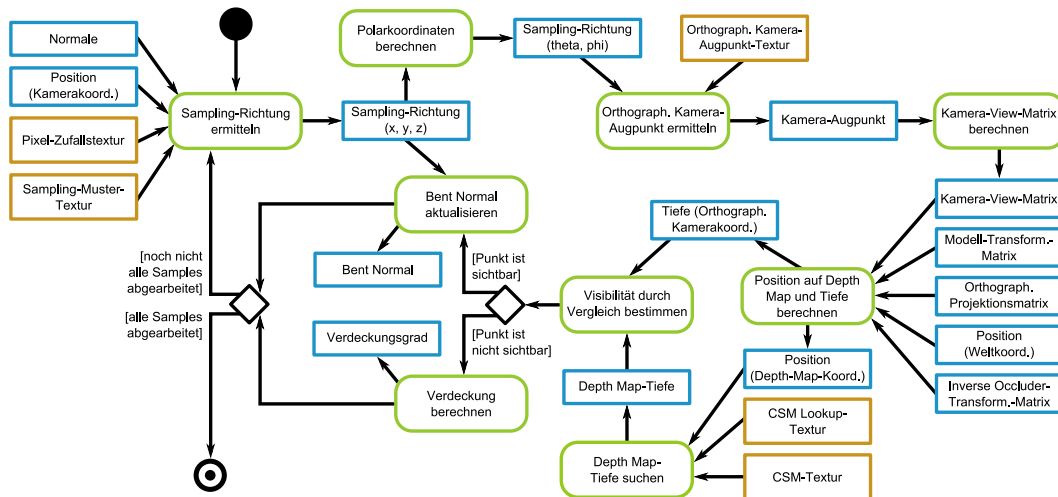 Normale
Position
(Kamerakoord.)
Pixel-Zufallstextur
Sampling-Muster-
Textur
Sampling-Richtung
ermitteln
Polarkoordinaten
berechnen
Sampling-Richtung
(x, y, z)
Sampling-Richtung
(theta, phi)
Orthograph. Kamera-
Augpunkt-Textur
Orthograph. Kamera-
Augpunkt ermitteln
Kamera-Augpunkt
Kamera-View-Matrix
berechnen
Kamera-View-Matrix
Modell-Transform.-
Matrix
Orthograph.
Projektionsmatrix
Position
(Weltkoord.)
Inverse Occluder-
Transform.-Matrix
Position auf Depth
Map und Tiefe
berechnen
Tiefe (Orthograph.
Kamerakoord.)
Position
(Depth-Map-Koord.)
CSM Lookup-
Textur
CSM-Textur
Depth Map-
Tiefe suchen
Depth Map-Tiefe
Visibilität durch
Vergleich bestimmen
[Punkt ist
sichtbar]
[Punkt ist
nicht sichtbar]
Bent Normal
aktualisieren
Bent Normal
Verdeckungsgrad
Verdeckung
berechnen
[noch nicht
alle Samples
abgearbeitet]
[alle Samples
abgearbeitet]